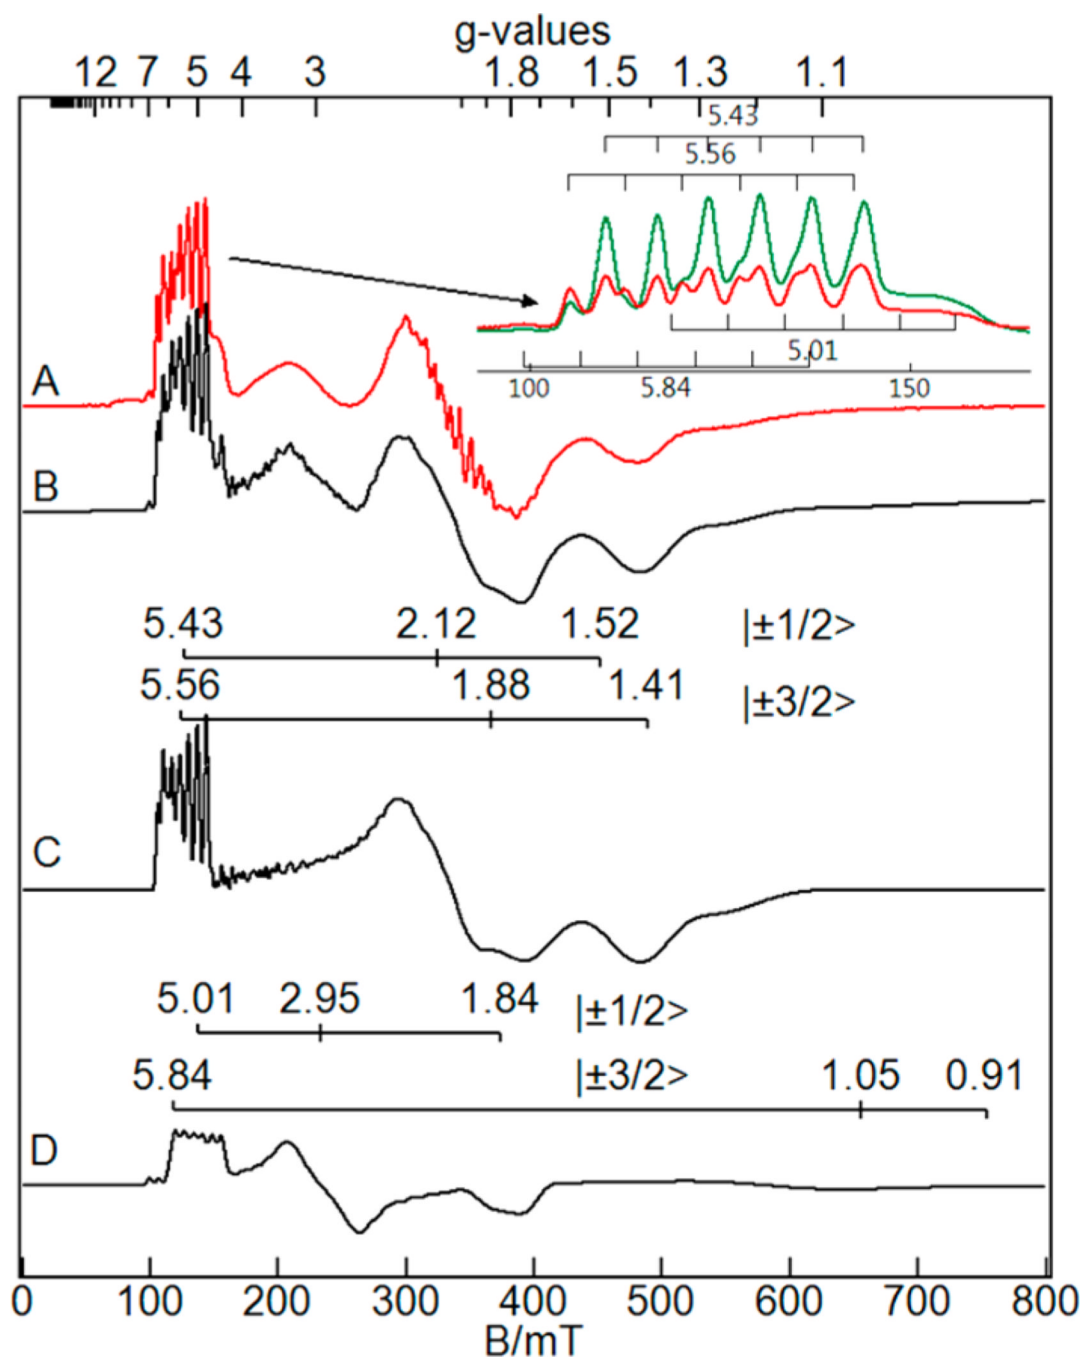 g-values
12 7 5 4 3 1.8 1.5 1.3 1.1
5.43
5.56
A
5.01
100 5.84 150
B
5.43 2.12 1.52 |±1/2>
5.56 1.88 1.41 |±3/2>
C
5.01 2.95 1.84 |±1/2>
5.84 |±3/2> 1.05 0.91
D
0 100 200 300 400 500 600 700 800
B/mT